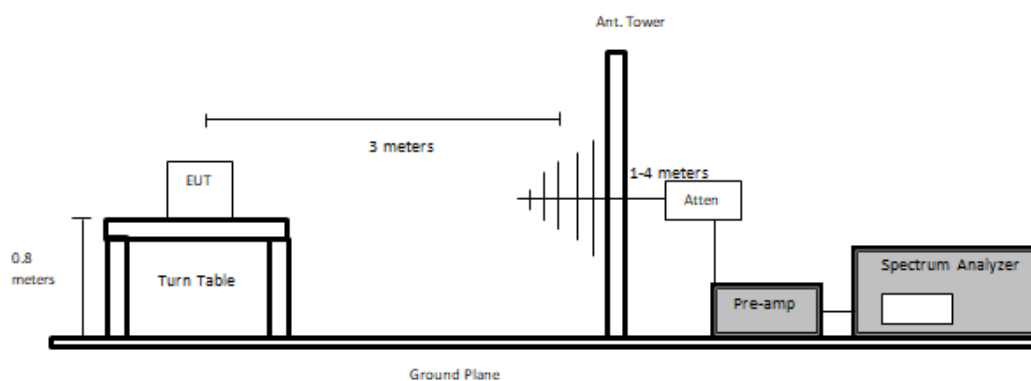 Ant. Tower
3 meters
EUT
1-4 meters
Atten
0.8
meters
Turn Table
Spectrum Analyzer
Pre-amp
Ground Plane